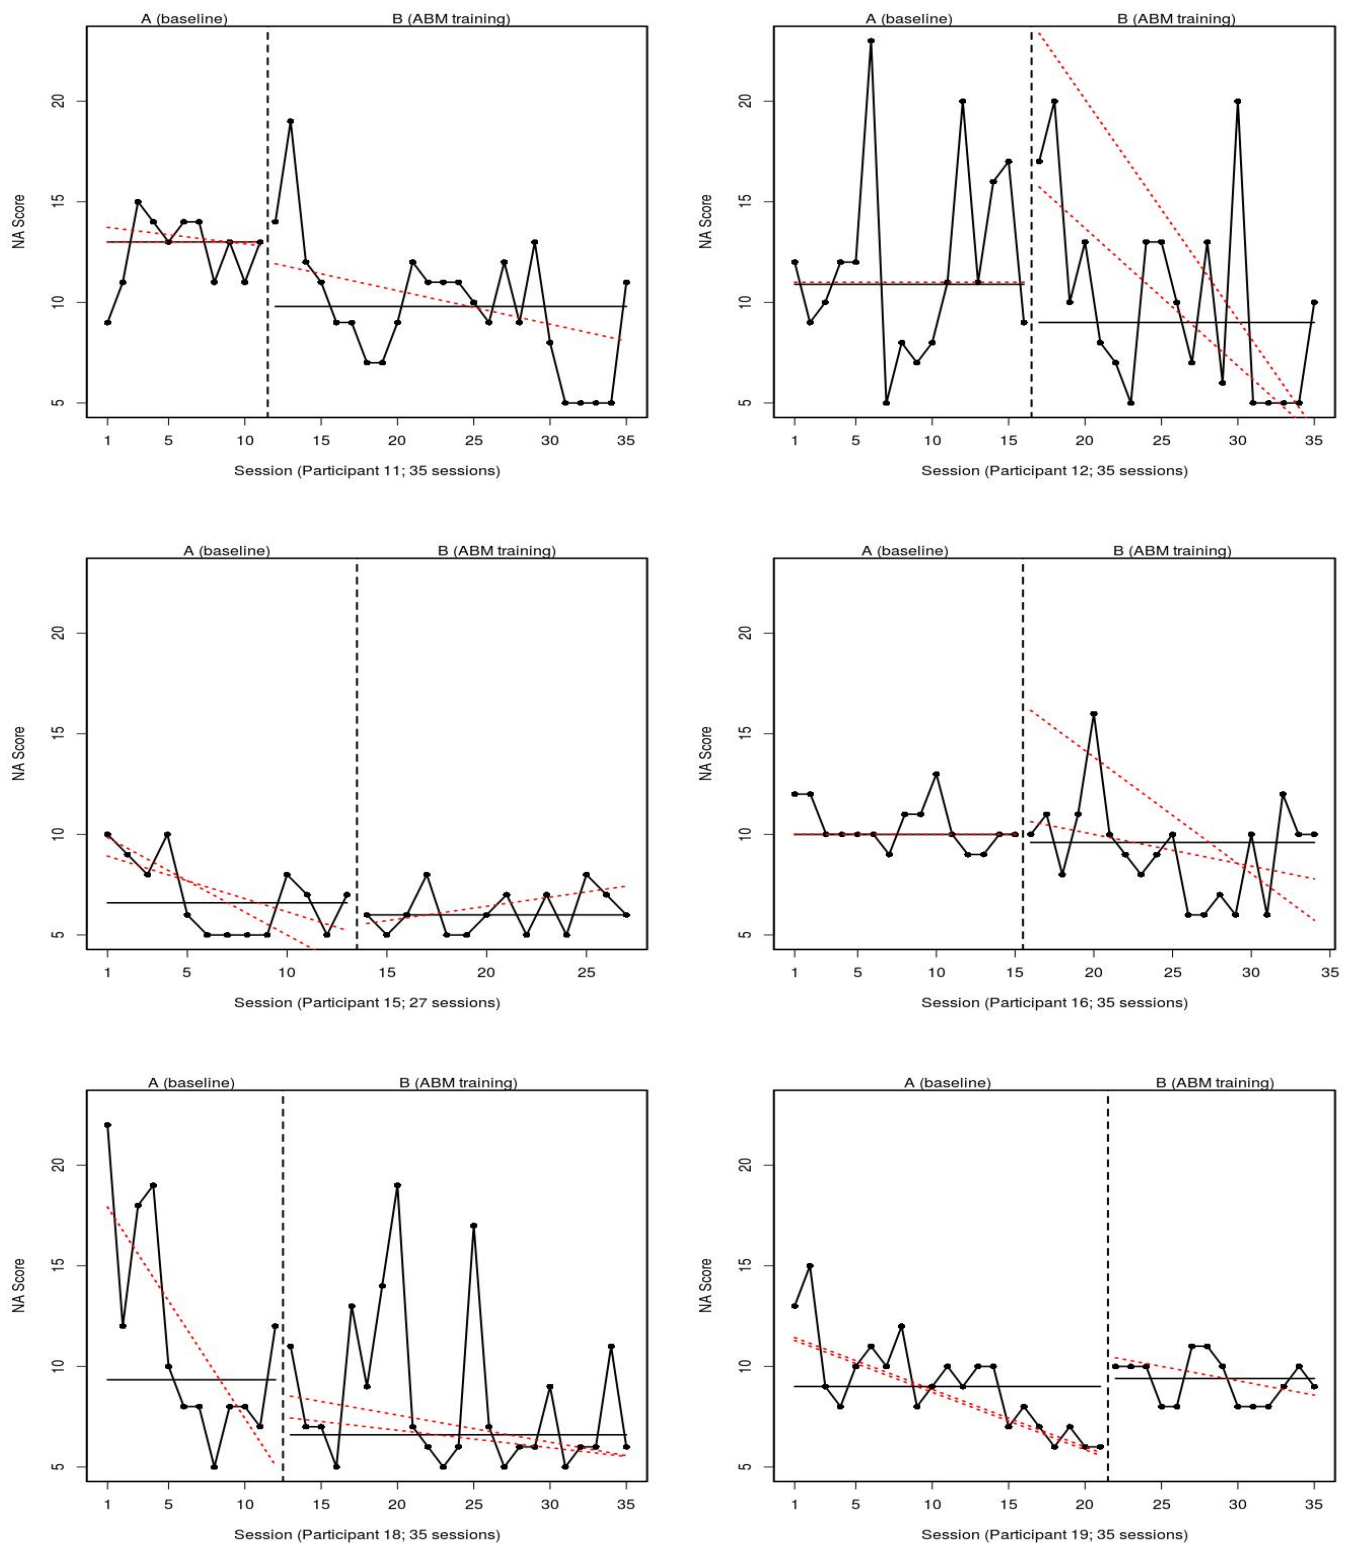 A (baseline) B (ABM training) A (baseline) B (ABM training)
20
15
10
5
NA Score
1 5 10 15 20 25 30 35
Session (Participant 11; 35 sessions)
20
15
10
5
NA Score
1 5 10 15 20 25 30 35
Session (Participant 12; 35 sessions)
A (baseline) B (ABM training) A (baseline) B (ABM training)
20
15
10
5
NA Score
1 5 10 15 20 25
Session (Participant 15; 27 sessions)
20
15
10
5
NA Score
1 5 10 15 20 25 30 35
Session (Participant 16; 35 sessions)
A (baseline) B (ABM training) A (baseline) B (ABM training)
20
15
10
5
NA Score
1 5 10 15 20 25 30 35
Session (Participant 18; 35 sessions)
20
15
10
5
NA Score
1 5 10 15 20 25 30 35
Session (Participant 19; 35 sessions)